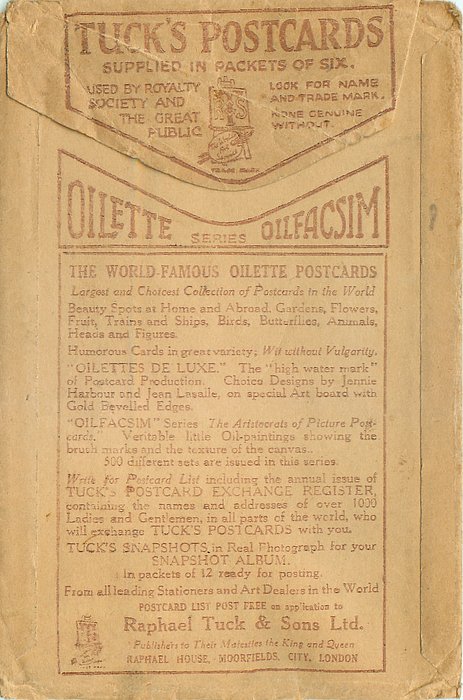 TUCK'S POSTCARDS
SUPPLIED IN PACKETS OF SIX.
USED BY ROYALTY
SOCIETY AND
THE GREAT
PUBLIC
LOOK FOR NAME
AND TRADE MARK.
NONE GENUINE
WITHOUT.
TRADE MARK
OILETTE SERIES OILFACSIM
THE WORLD-FAMOUS OILETTE POSTCARDS
Largest and Choicest Collection of Postcards in the World
Beauty Spots at Home and Abroad, Gardens, Flowers,
Fruit, Trains and Ships, Birds, Butterflies, Animals,
Heads and Figures.
Humorous Cards in great variety; Wit without Vulgarity.
"OILETTES DE LUXE." The "high water mark"
of Postcard Production. Choice Designs by Jennie
Harbour and Jean Lasalle, on special Art board with
Gold Bevelled Edges.
"OILFACSIM" Series The Aristocrats of Picture Post-
cards." Veritable little Oil-paintings showing the
brush marks and the texture of the canvas..
500 different sets are issued in this series
Write for Postcard List including the annual issue of
TUCK'S POSTCARD EXCHANGE REGISTER,
containing the names and addresses of over 1000
Ladies and Gentlemen, in all parts of the world, who
will exchange TUCK'S POSTCARDS with you.
TUCK'S SNAPSHOTS in Real Photograph for your
SNAPSHOT ALBUM.
In packets of 12 ready for posting.
From all leading Stationers and Art Dealers in the World
POSTCARD LIST POST FREE on application to
Raphael Tuck & Sons Ltd.
Publishers to Their Majesties the King and Queen
RAPHAEL HOUSE, MOORFIELDS, CITY, LONDON